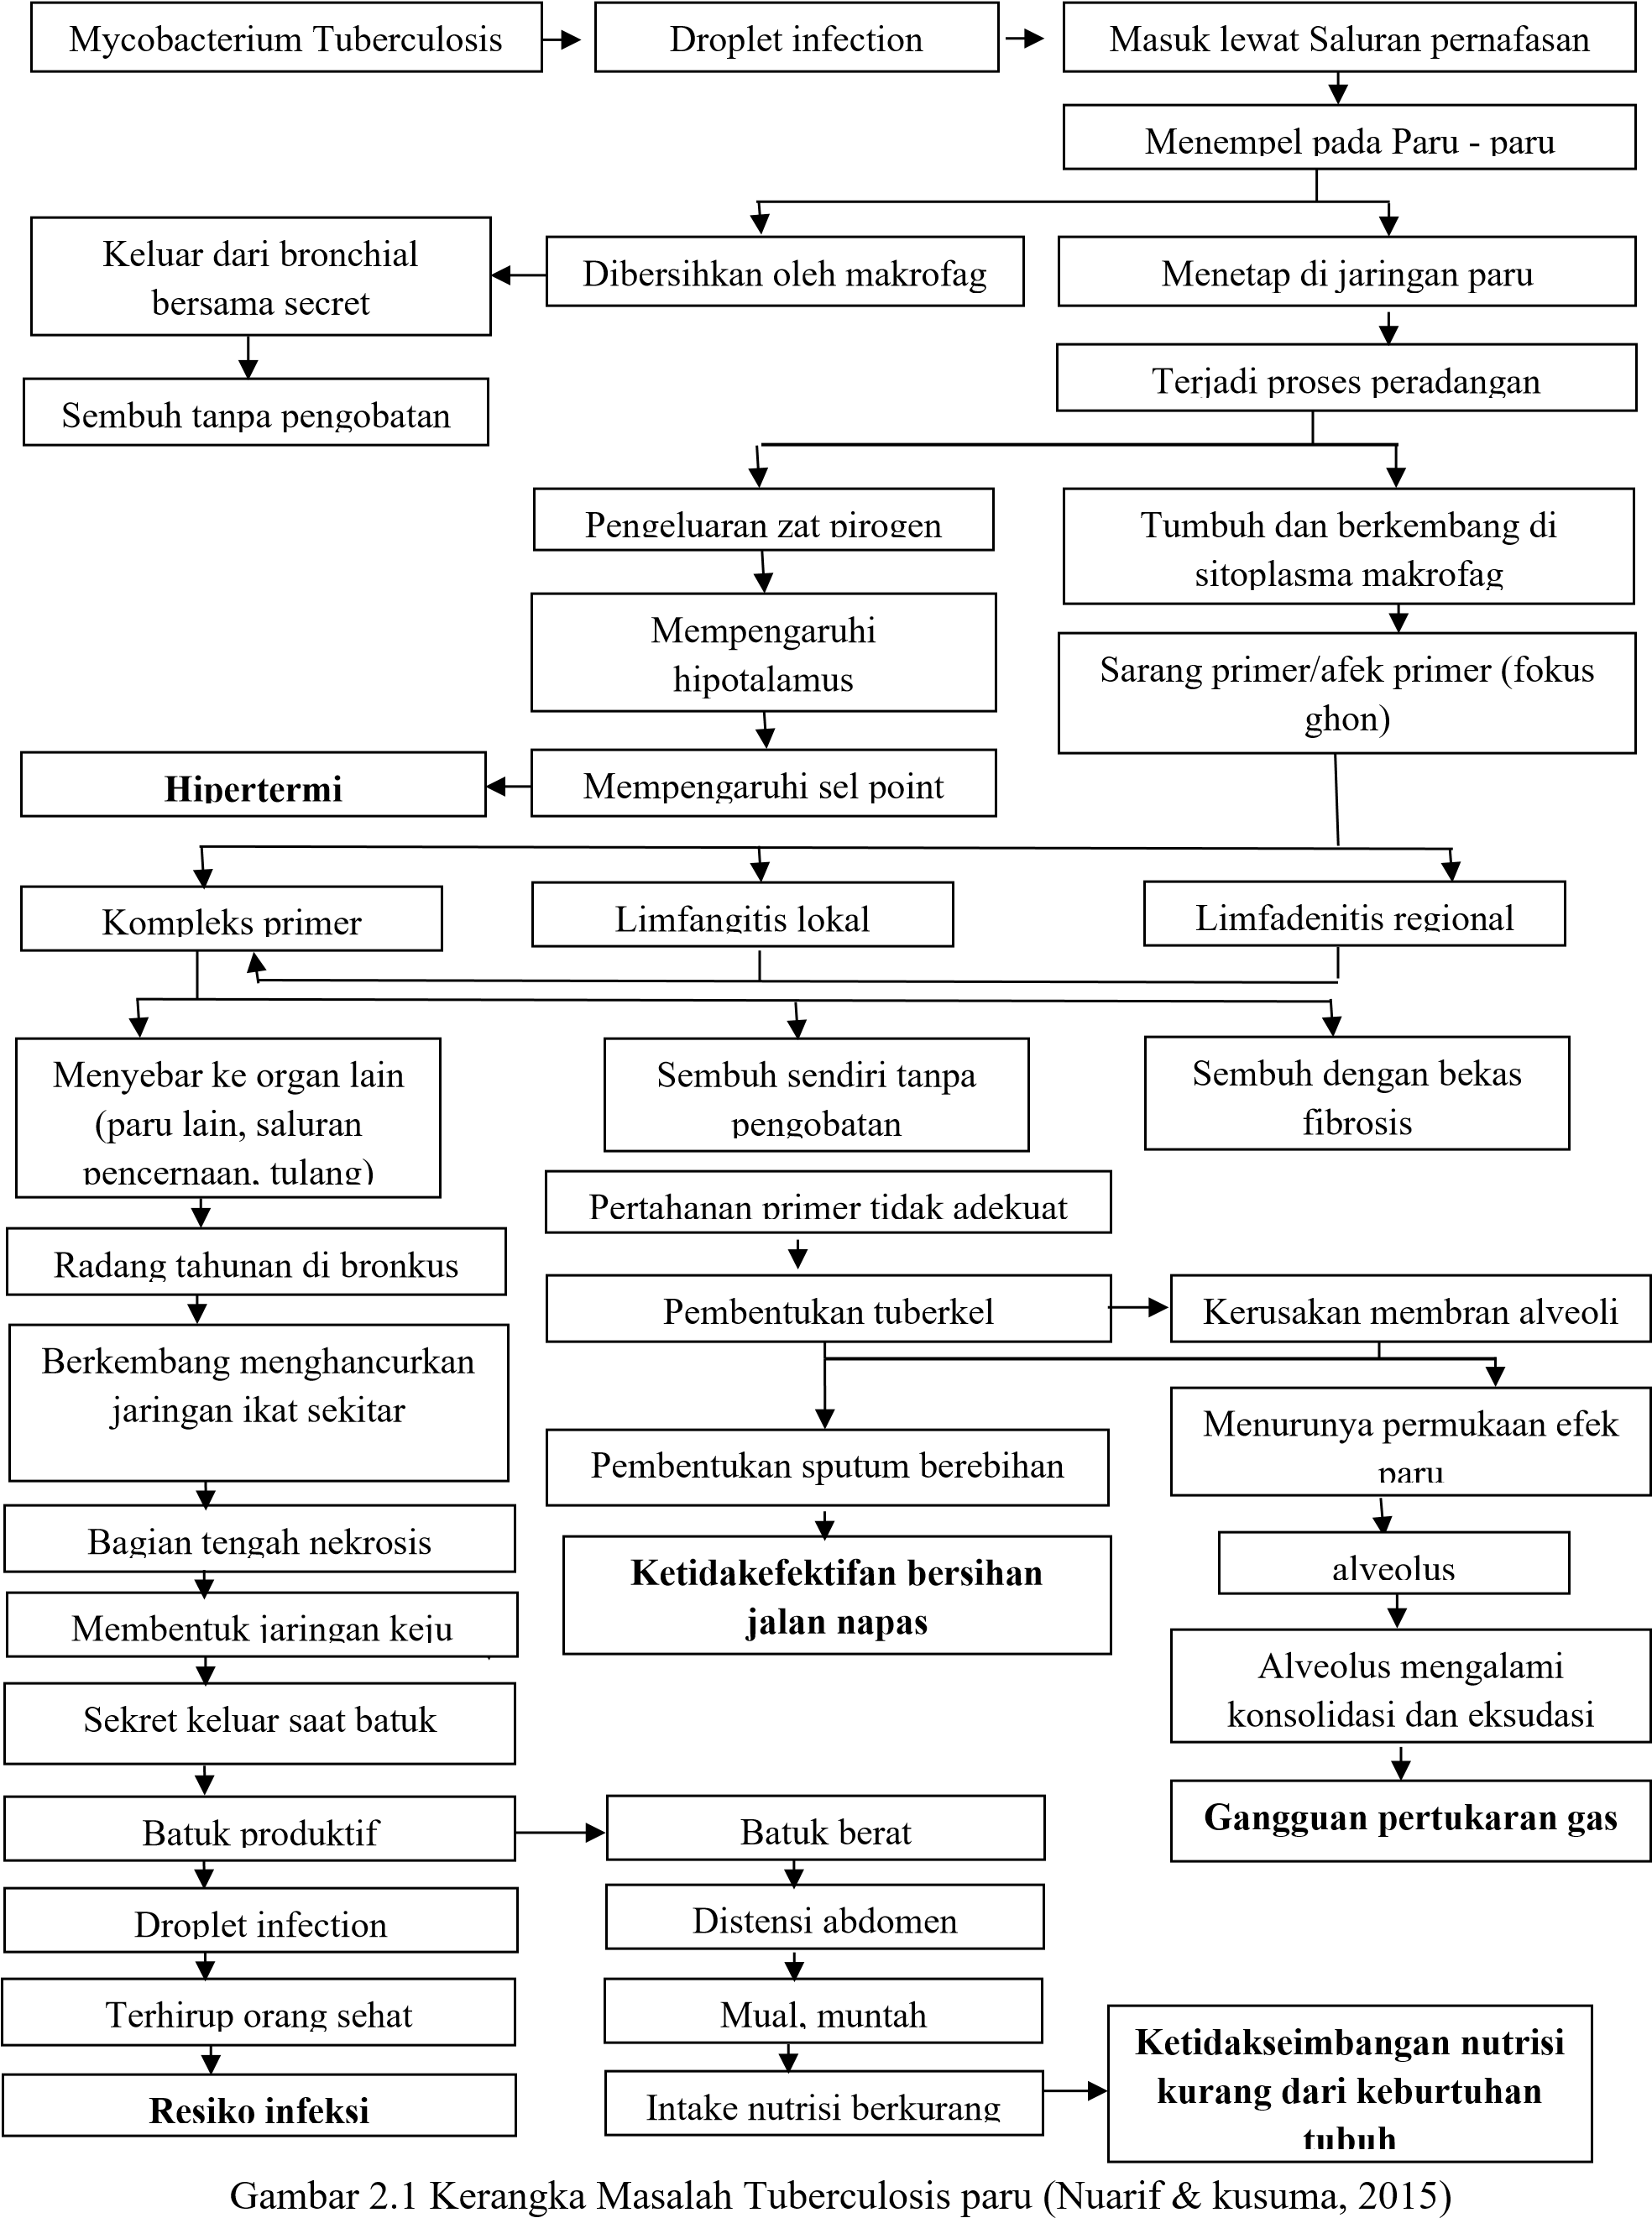 Mycobacterium Tuberculosis
Droplet infection
Masuk lewat Saluran pernafasan
Menempel pada Paru - paru
Keluar dari bronchial
bersama secret
Dibersihkan oleh makrofag
Menetap di jaringan paru
Sembuh tanpa pengobatan
Terjadi proses peradangan
Pengeluaran zat pirogen
Tumbuh dan berkembang di
sitoplasma makrofag
Mempengaruhi
hipotalamus
Sarang primer/afek primer (fokus
ghon)
Hipertermi
Mempengaruhi sel point
Kompleks primer
Limfangitis lokal
Limfadenitis regional
Menyebar ke organ lain
(paru lain, saluran
pencernaan, tulang)
Sembuh sendiri tanpa
pengobatan
Sembuh dengan bekas
fibrosis
Pertahanan primer tidak adekuat
Radang tahunan di bronkus
Pembentukan tuberkel
Kerusakan membran alveoli
Berkembang menghancurkan
jaringan ikat sekitar
Pembentukan sputum berebihan
Menurunya permukaan efek
paru
Bagian tengah nekrosis
Ketidakefektifan bersihan
jalan napas
alveolus
Membentuk jaringan keju
Alveolus mengalami
konsolidasi dan eksudasi
Sekret keluar saat batuk
Gangguan pertukaran gas
Batuk produktif
Batuk berat
Droplet infection
Distensi abdomen
Terhirup orang sehat
Mual, muntah
Ketidakseimbangan nutrisi
kurang dari keburtuhan
tubuh
Resiko infeksi
Intake nutrisi berkurang
Gambar 2.1 Kerangka Masalah Tuberculosis paru (Nuarif & kusuma, 2015)